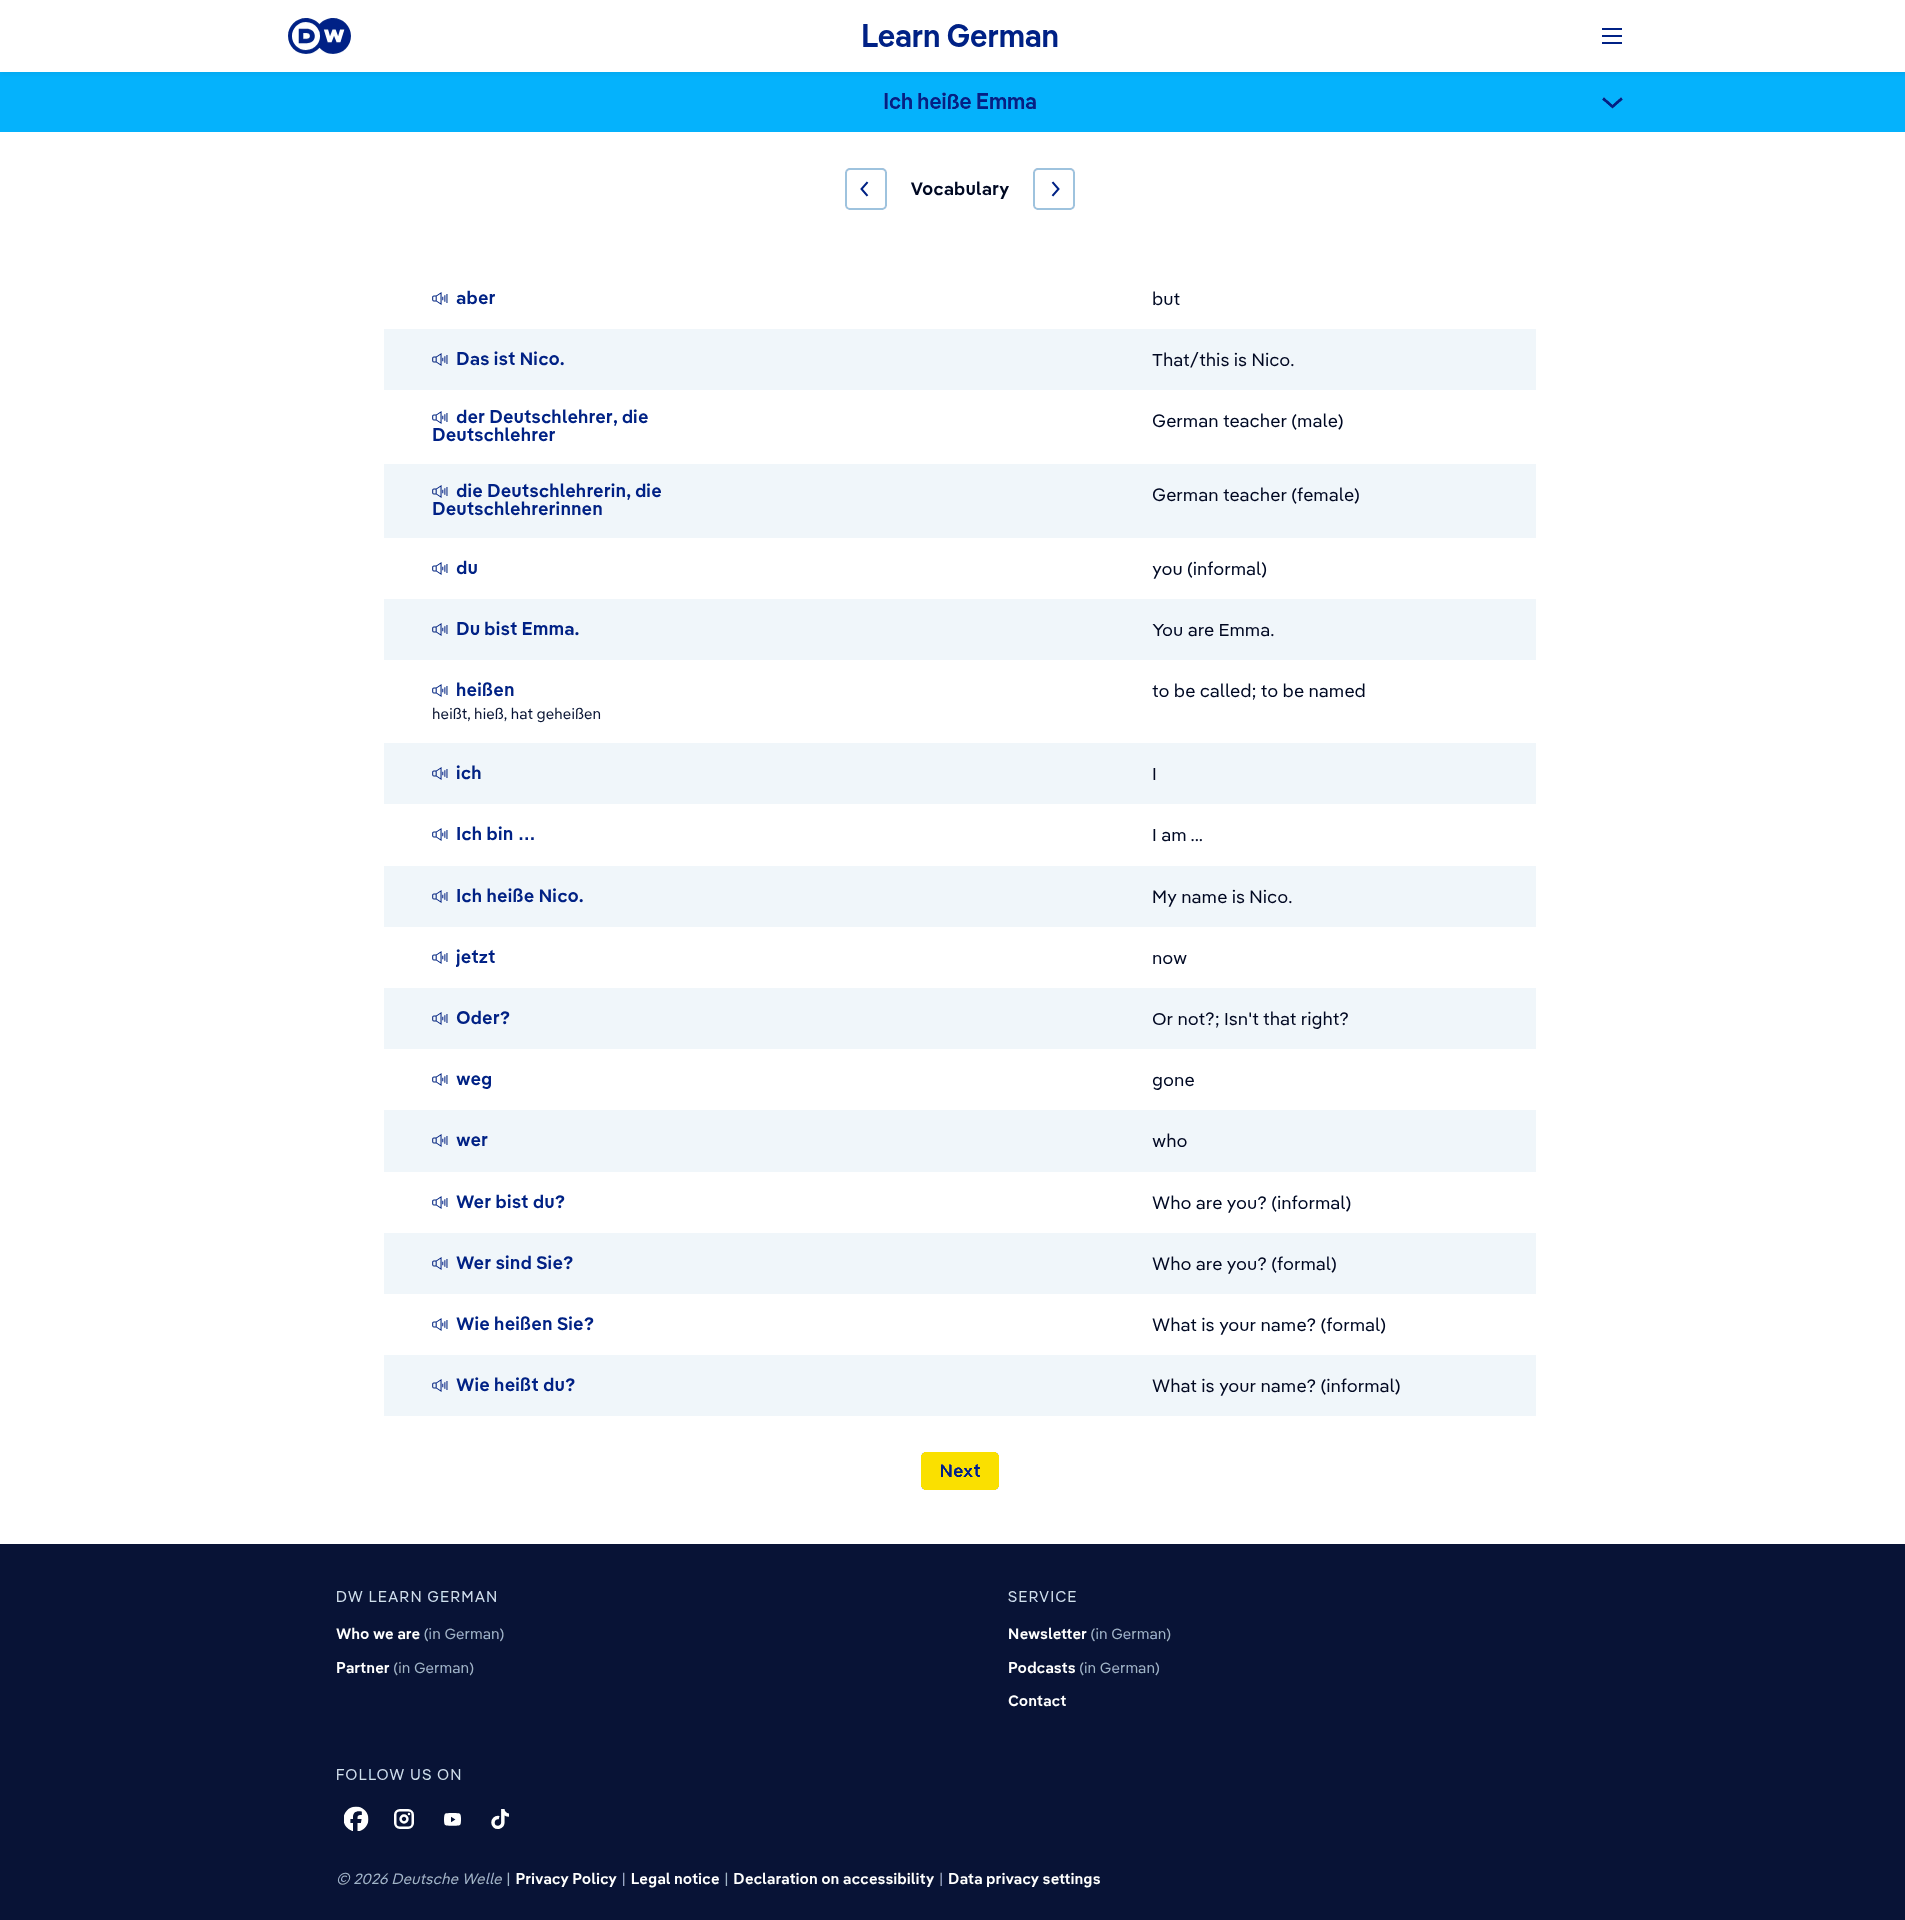 DW
Learn German
Ich heiße Emma
Vocabulary
aber
but
Das ist Nico.
That/this is Nico.
der Deutschlehrer, die
Deutschlehrer
German teacher (male)
die Deutschlehrerin, die
Deutschlehrerinnen
German teacher (female)
du
you (informal)
Du bist Emma.
You are Emma.
heißen
heißt, hieß, hat geheißen
to be called; to be named
ich
I
Ich bin …
I am ...
Ich heiße Nico.
My name is Nico.
jetzt
now
Oder?
Or not?; Isn't that right?
weg
gone
wer
who
Wer bist du?
Who are you? (informal)
Wer sind Sie?
Who are you? (formal)
Wie heißen Sie?
What is your name? (formal)
Wie heißt du?
What is your name? (informal)
Next
DW LEARN GERMAN
Who we are (in German)
Partner (in German)
SERVICE
Newsletter (in German)
Podcasts (in German)
Contact
FOLLOW US ON
© 2026 Deutsche Welle | Privacy Policy | Legal notice | Declaration on accessibility | Data privacy settings